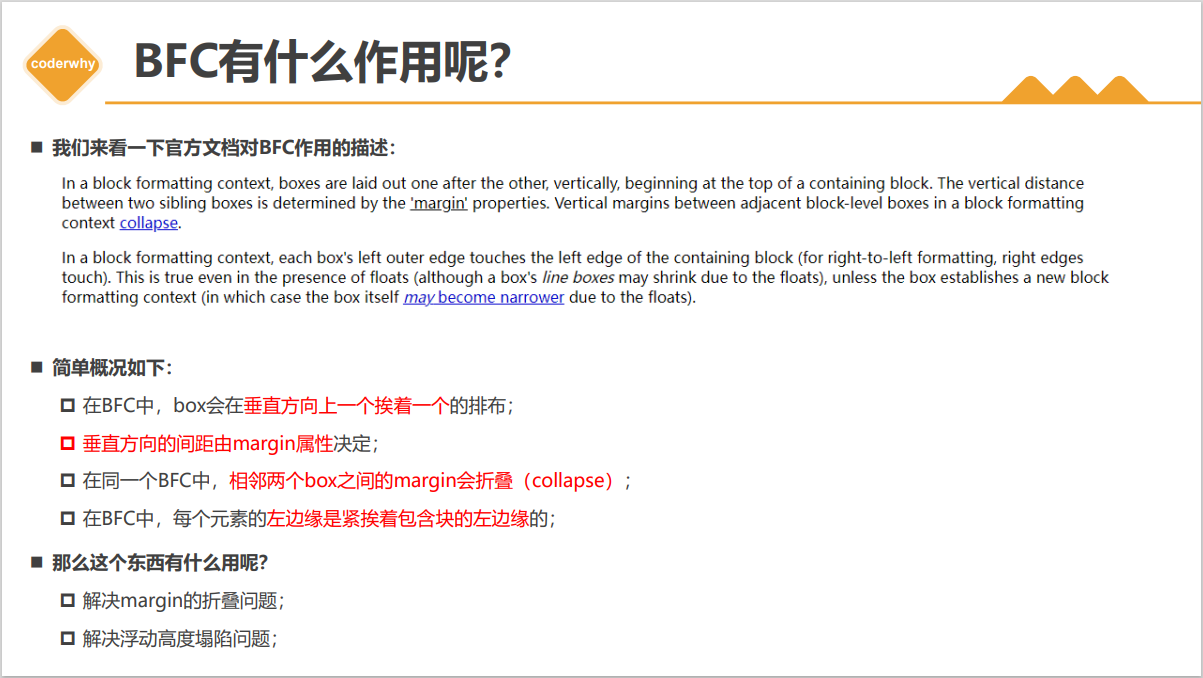 coderwhy
BFC有什么作用呢？
我们来看一下官方文档对BFC作用的描述：
In a block formatting context, boxes are laid out one after the other, vertically, beginning at the top of a containing block. The vertical distance
between two sibling boxes is determined by the 'margin' properties. Vertical margins between adjacent block-level boxes in a block formatting
context collapse.
In a block formatting context, each box's left outer edge touches the left edge of the containing block (for right-to-left formatting, right edges
touch). This is true even in the presence of floats (although a box's line boxes may shrink due to the floats), unless the box establishes a new block
formatting context (in which case the box itself may become narrower due to the floats).
简单概况如下：
在BFC中，box会在垂直方向上一个挨着一个的排布；
垂直方向的间距由margin属性决定；
在同一个BFC中，相邻两个box之间的margin会折叠（collapse）；
在BFC中，每个元素的左边缘是紧挨着包含块的左边缘的；
那么这个东西有什么用呢？
解决margin的折叠问题；
解决浮动高度塌陷问题；